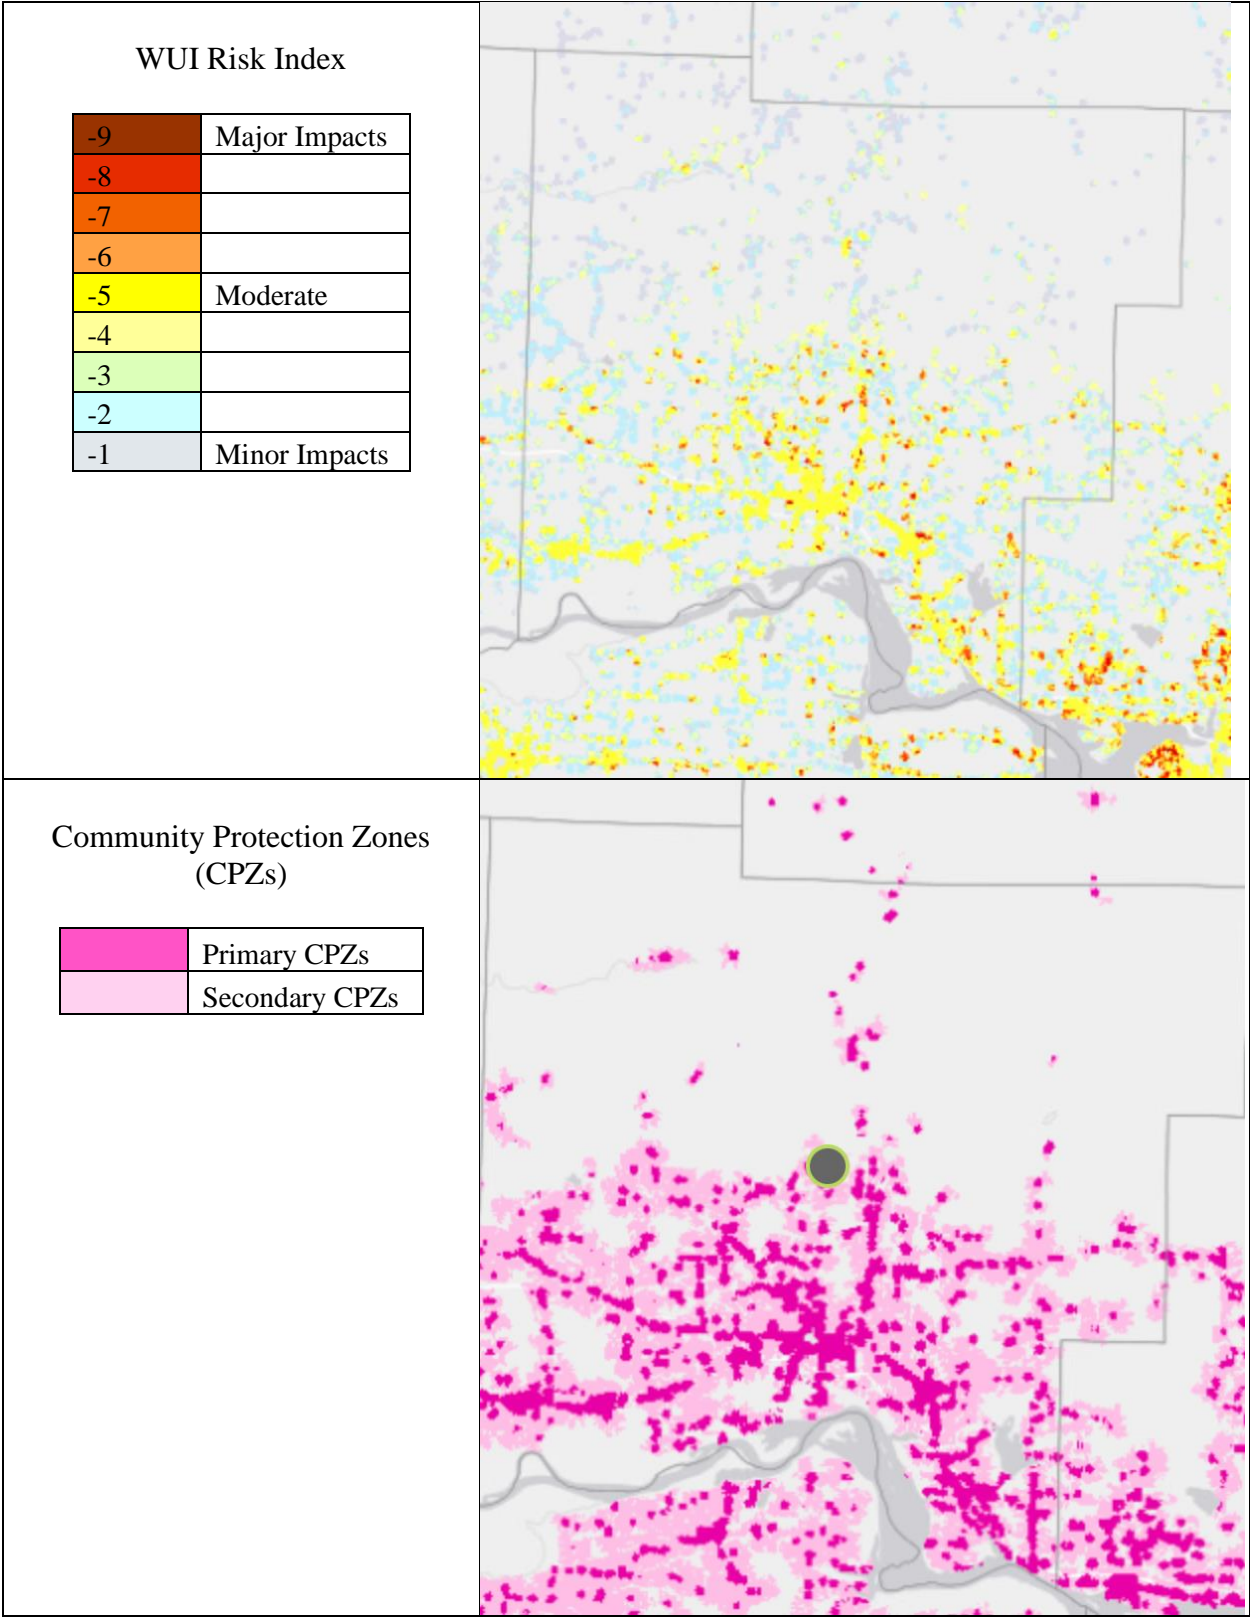 WUI Risk Index
-9 Major Impacts
-8
-7
-6
-5 Moderate
-4
-3
-2
-1 Minor Impacts
Community Protection Zones
(CPZs)
Primary CPZs
Secondary CPZs